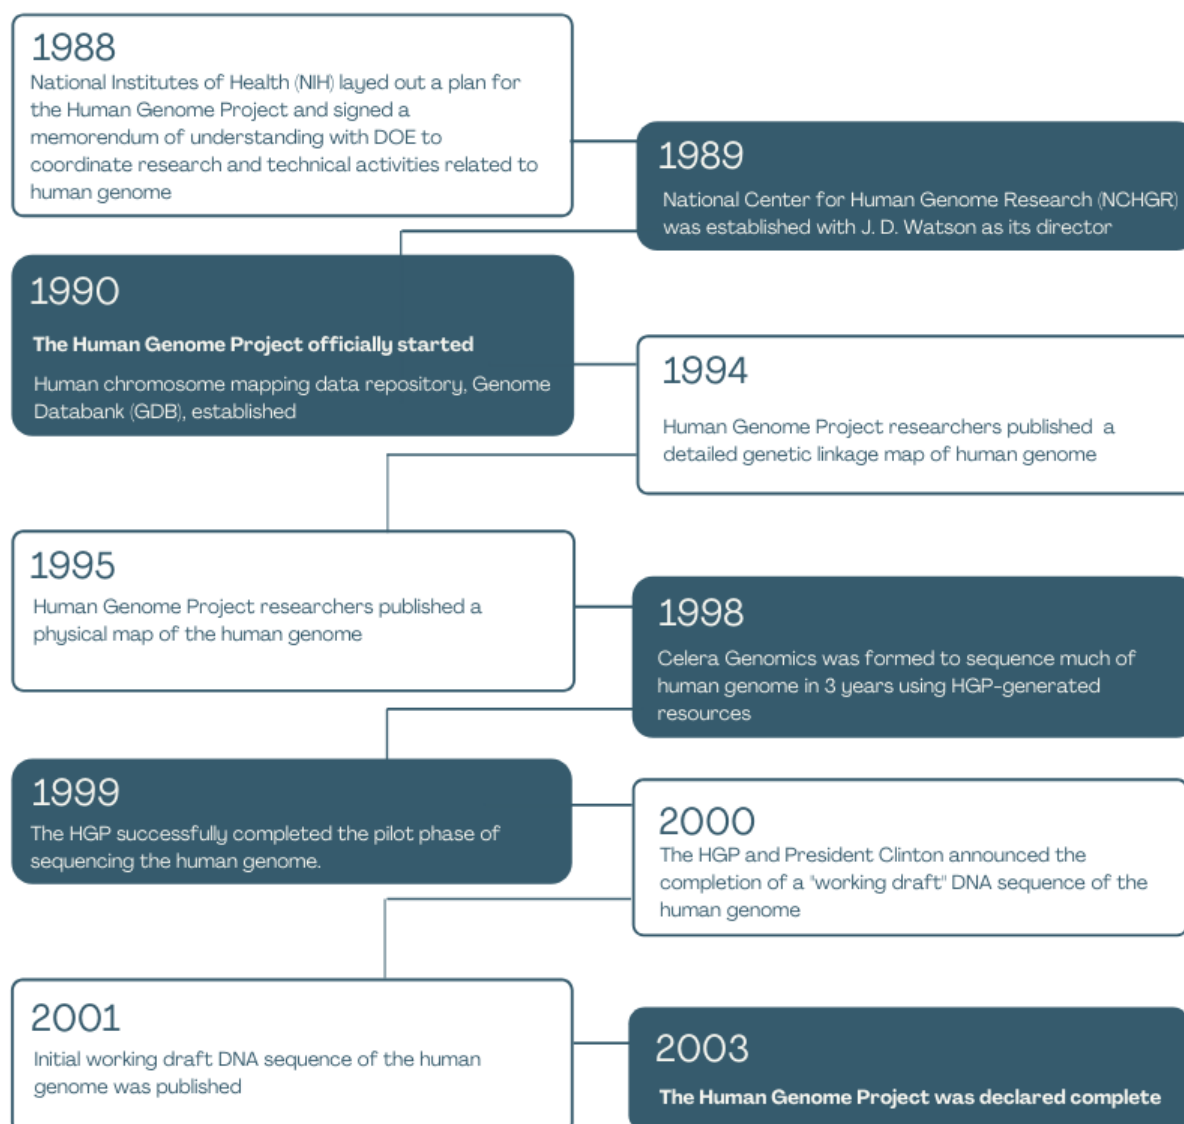 1988
National Institutes of Health (NIH) layed out a plan for
the Human Genome Project and signed a
memorendum of understanding with DOE to
coordinate research and technical activities related to
human genome
1989
National Center for Human Genome Research (NCHGR)
was established with J. D. Watson as its director
1990
The Human Genome Project officially started
Human chromosome mapping data repository, Genome
Databank (GDB), established
1994
Human Genome Project researchers published a
detailed genetic linkage map of human genome
1995
Human Genome Project researchers published a
physical map of the human genome
1998
Celera Genomics was formed to sequence much of
human genome in 3 years using HGP-generated
resources
1999
The HGP successfully completed the pilot phase of
sequencing the human genome.
2000
The HGP and President Clinton announced the
completion of a "working draft" DNA sequence of the
human genome
2001
Initial working draft DNA sequence of the human
genome was published
2003
The Human Genome Project was declared complete